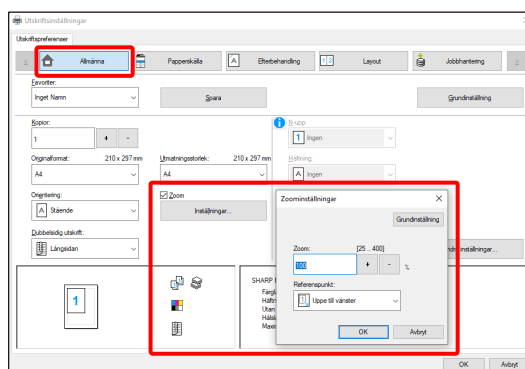 Utskriftsinställningar
Utskriftspreferenser
Allmänna
Papperskälla
Efterbehandling
Layout
Jobbhantering
Favoriter:
Inget Namn
Spara
Grundinställning
Kopior:
1
+ -
N-upp:
1 Ingen
Originalformat: 210 x 297 mm
A4
Utmatningsstorlek: 210 x 297 mm
A4
Häftning:
A Ingen
Orientering:
A Stående
Zoom
Inställningar...
Dubbelsidig utskrift:
Långsidan
Zoominställningar
Grundinställning
Zoom: [25 .. 400]
100
+ - %
Referenspunkt:
Uppe till vänster
OK Avbryt
inställningar...
1
SHARP
OK Avbryt